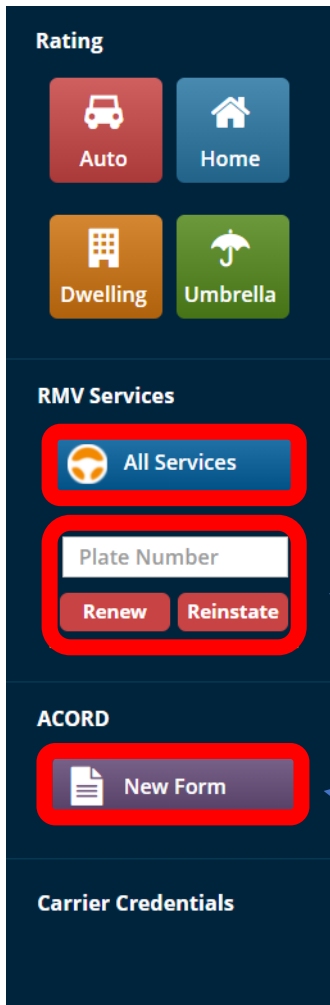 Rating
Auto Home
Dwelling Umbrella
RMV Services
All Services
Plate Number
Renew Reinstate
ACORD
New Form
Carrier Credentials